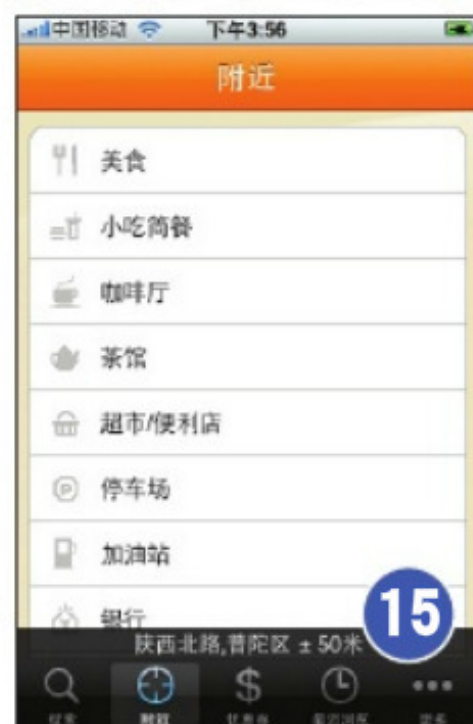 中国移动 下午3:56
附近
美食
小吃简餐
咖啡厅
茶馆
超市/便利店
停车场
加油站
银行
15
陕西北路,普陀区 ± 50米
附近